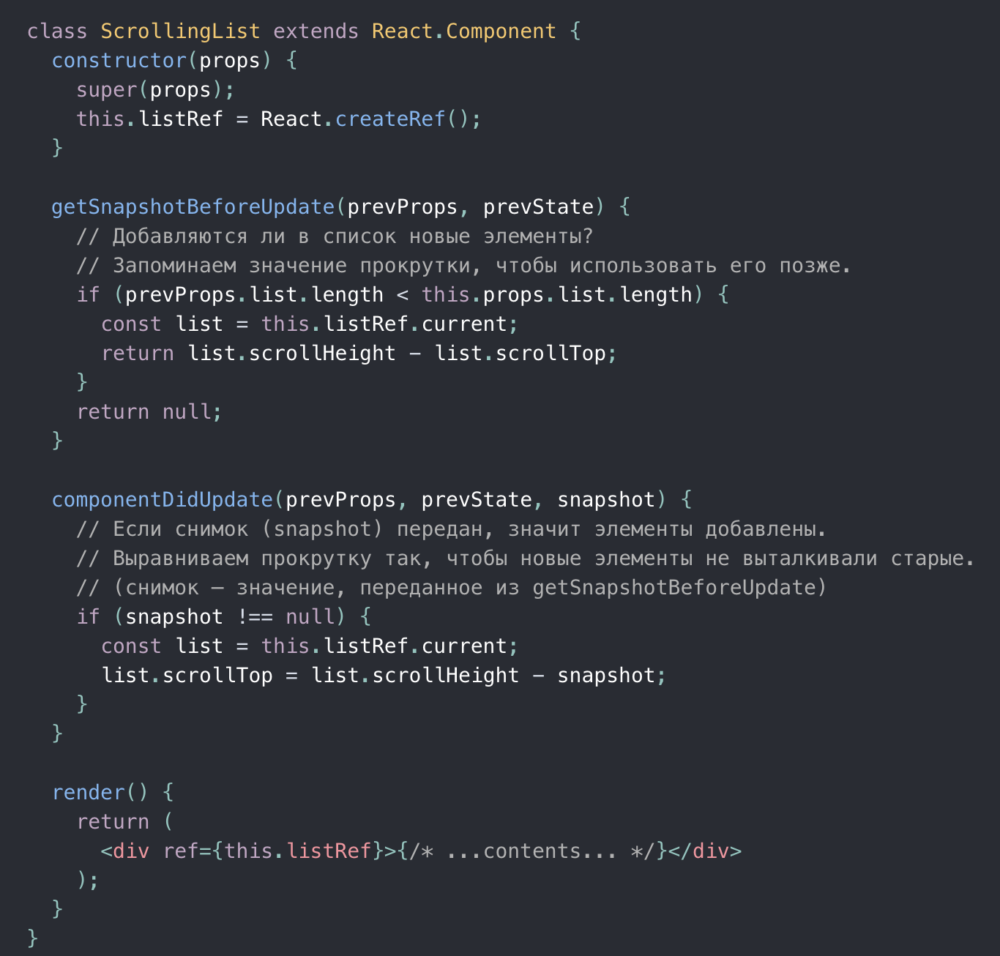 class ScrollingList extends React.Component {
  constructor(props) {
    super(props);
    this.listRef = React.createRef();
  }

  getSnapshotBeforeUpdate(prevProps, prevState) {
    // Добавляются ли в список новые элементы?
    // Запоминаем значение прокрутки, чтобы использовать его позже.
    if (prevProps.list.length < this.props.list.length) {
      const list = this.listRef.current;
      return list.scrollHeight - list.scrollTop;
    }
    return null;
  }

  componentDidUpdate(prevProps, prevState, snapshot) {
    // Если снимок (snapshot) передан, значит элементы добавлены.
    // Выравниваем прокрутку так, чтобы новые элементы не выталкивали старые.
    // (снимок — значение, переданное из getSnapshotBeforeUpdate)
    if (snapshot !== null) {
      const list = this.listRef.current;
      list.scrollTop = list.scrollHeight - snapshot;
    }
  }

  render() {
    return (
      <div ref={this.listRef}>{/* ...contents... */}</div>
    );
  }
}